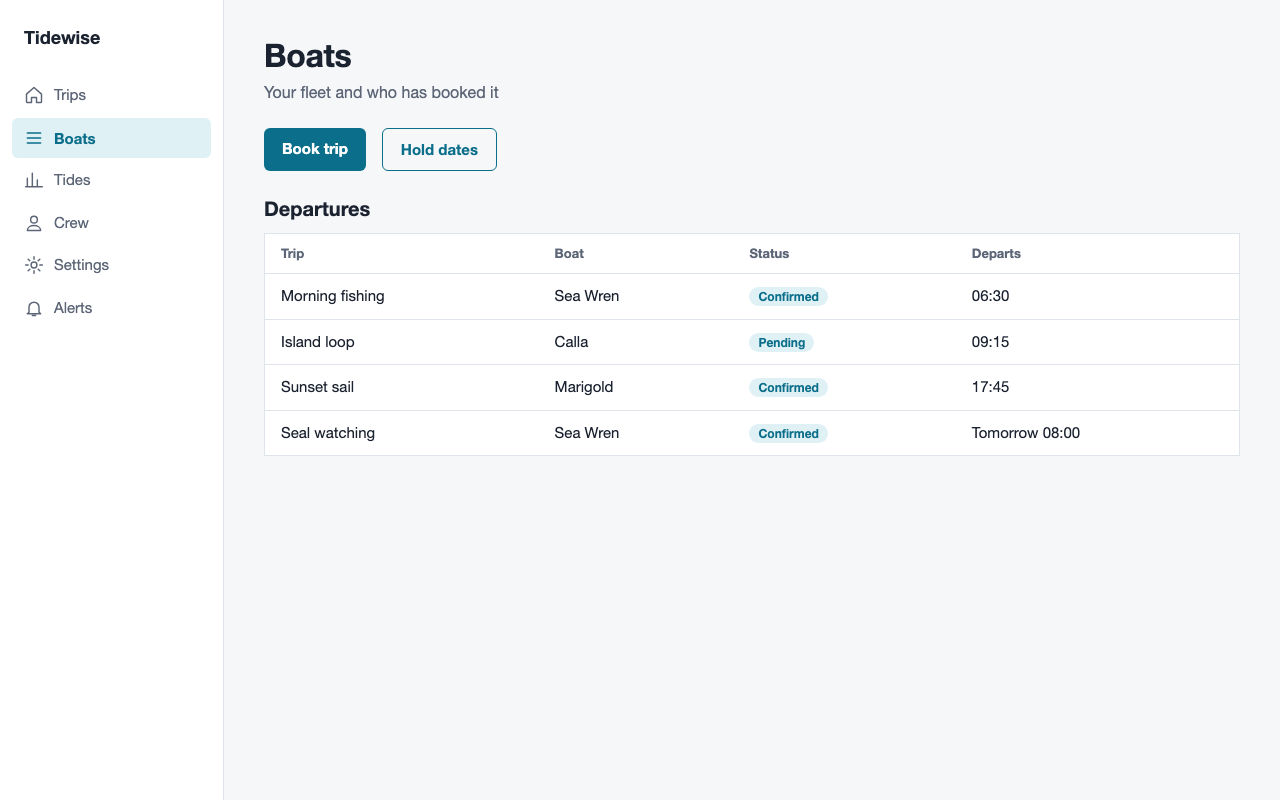 Tidewise
Trips
Boats
Tides
Crew
Settings
Alerts
Boats
Your fleet and who has booked it
Book trip Hold dates
Departures
Trip Boat Status Departs
Morning fishing Sea Wren Confirmed 06:30
Island loop Calla Pending 09:15
Sunset sail Marigold Confirmed 17:45
Seal watching Sea Wren Confirmed Tomorrow 08:00